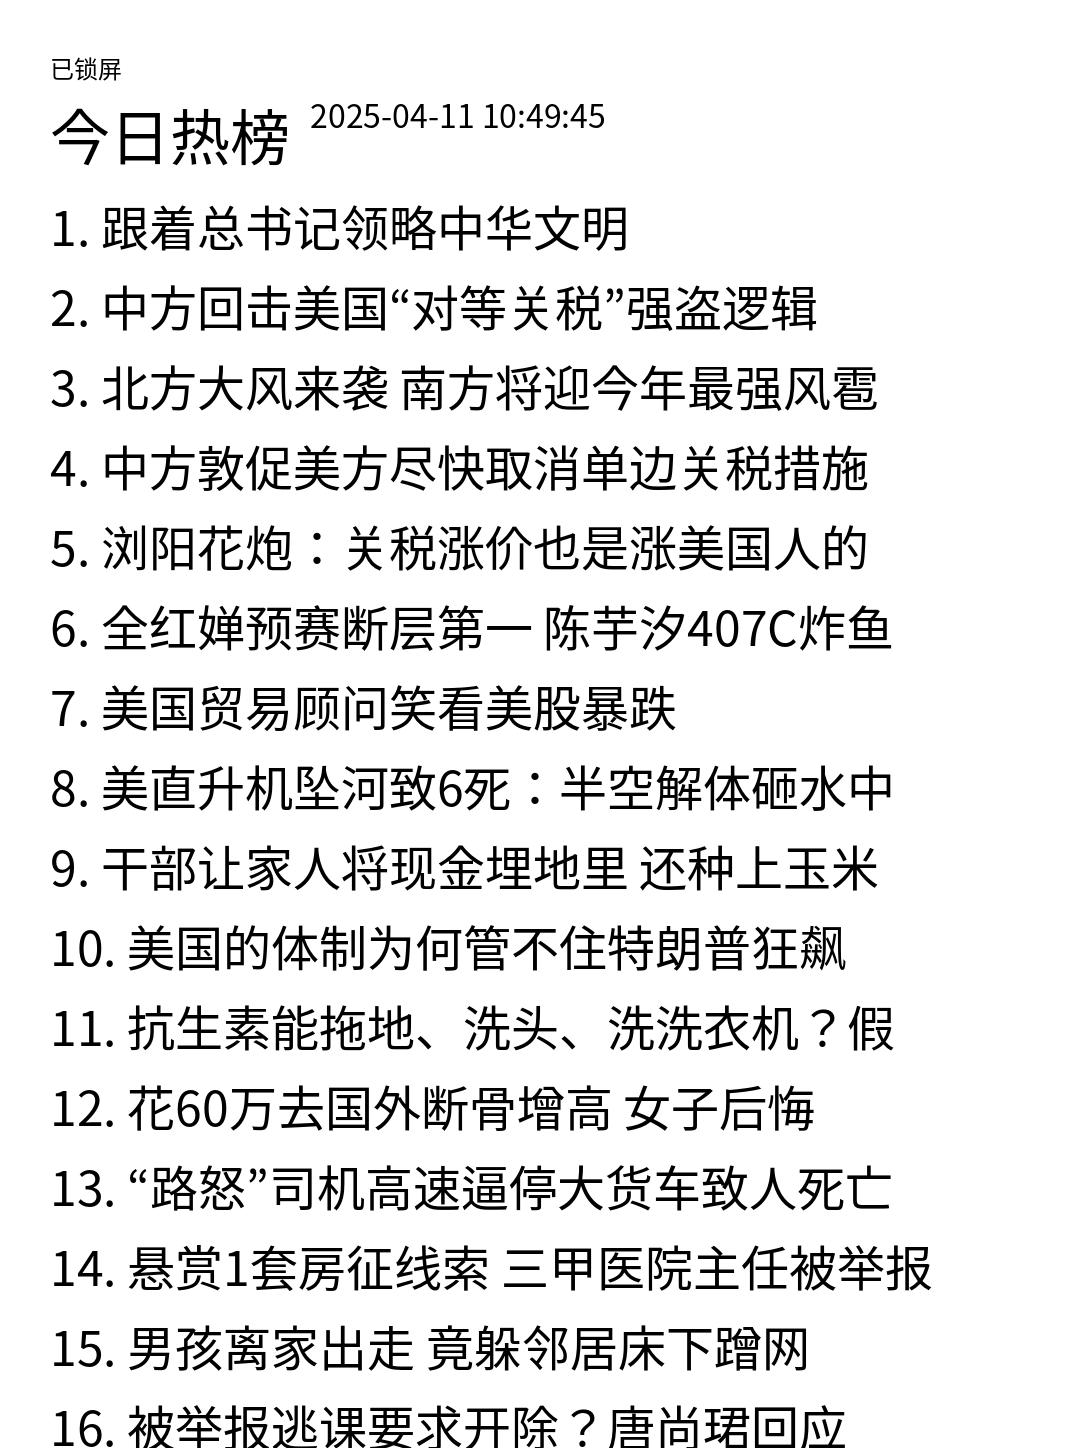 已锁屏
今日热榜 2025-04-11 10:49:45
1. 跟着总书记领略中华文明
2. 中方回击美国“对等关税”强盗逻辑
3. 北方大风来袭 南方将迎今年最强风雹
4. 中方敦促美方尽快取消单边关税措施
5. 浏阳花炮：关税涨价也是涨美国人的
6. 全红婵预赛断层第一 陈芋汐407C炸鱼
7. 美国贸易顾问笑看美股暴跌
8. 美直升机坠河致6死：半空解体砸水中
9. 干部让家人将现金埋地里 还种上玉米
10. 美国的体制为何管不住特朗普狂飙
11. 抗生素能拖地、洗头、洗洗衣机？假
12. 花60万去国外断骨增高 女子后悔
13. “路怒”司机高速逼停大货车致人死亡
14. 悬赏1套房征线索 三甲医院主任被举报
15. 男孩离家出走 竟躲邻居床下蹭网
16. 被举报逃课要求开除？唐尚珺回应